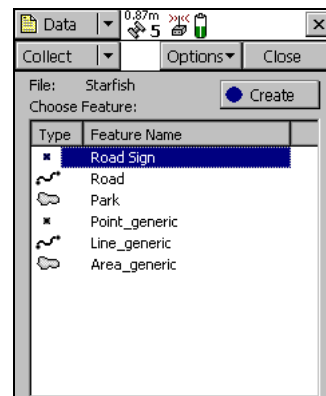 Data 0.87m 5
Collect Options Close
File: Starfish
Choose Feature: Create
Type Feature Name
Road Sign
Road
Park
Point_generic
Line_generic
Area_generic